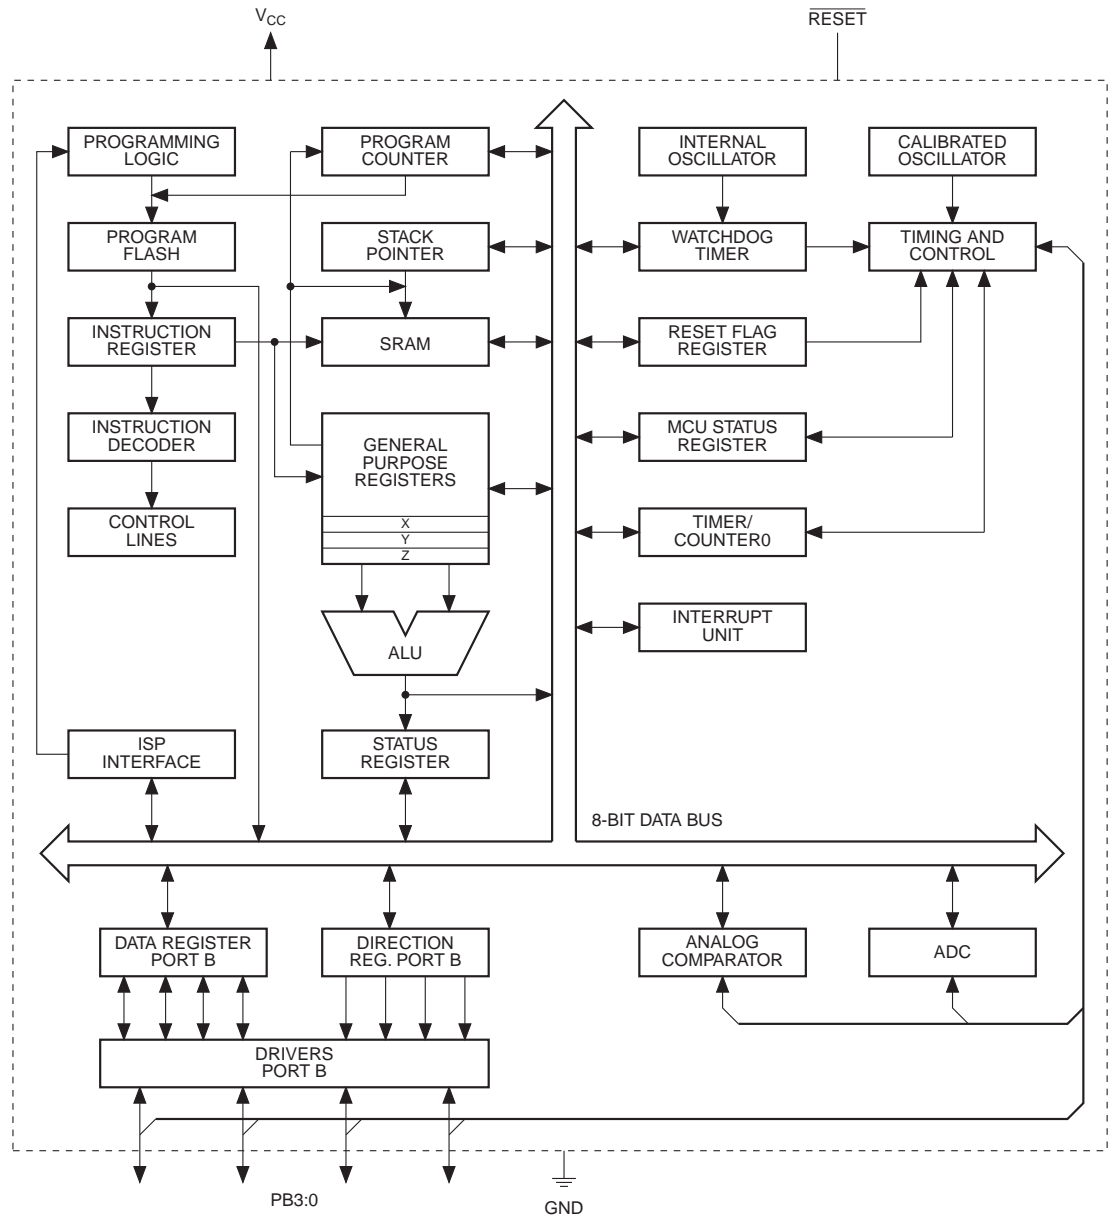 VCC
RESET
PROGRAMMING
LOGIC
PROGRAM
COUNTER
INTERNAL
OSCILLATOR
CALIBRATED
OSCILLATOR
PROGRAM
FLASH
STACK
POINTER
WATCHDOG
TIMER
TIMING AND
CONTROL
INSTRUCTION
REGISTER
SRAM
RESET FLAG
REGISTER
INSTRUCTION
DECODER
GENERAL
PURPOSE
REGISTERS
X
Y
Z
MCU STATUS
REGISTER
CONTROL
LINES
TIMER/
COUNTER0
ALU
INTERRUPT
UNIT
ISP
INTERFACE
STATUS
REGISTER
8-BIT DATA BUS
DATA REGISTER
PORT B
DIRECTION
REG. PORT B
ANALOG
COMPARATOR
ADC
DRIVERS
PORT B
PB3:0
GND